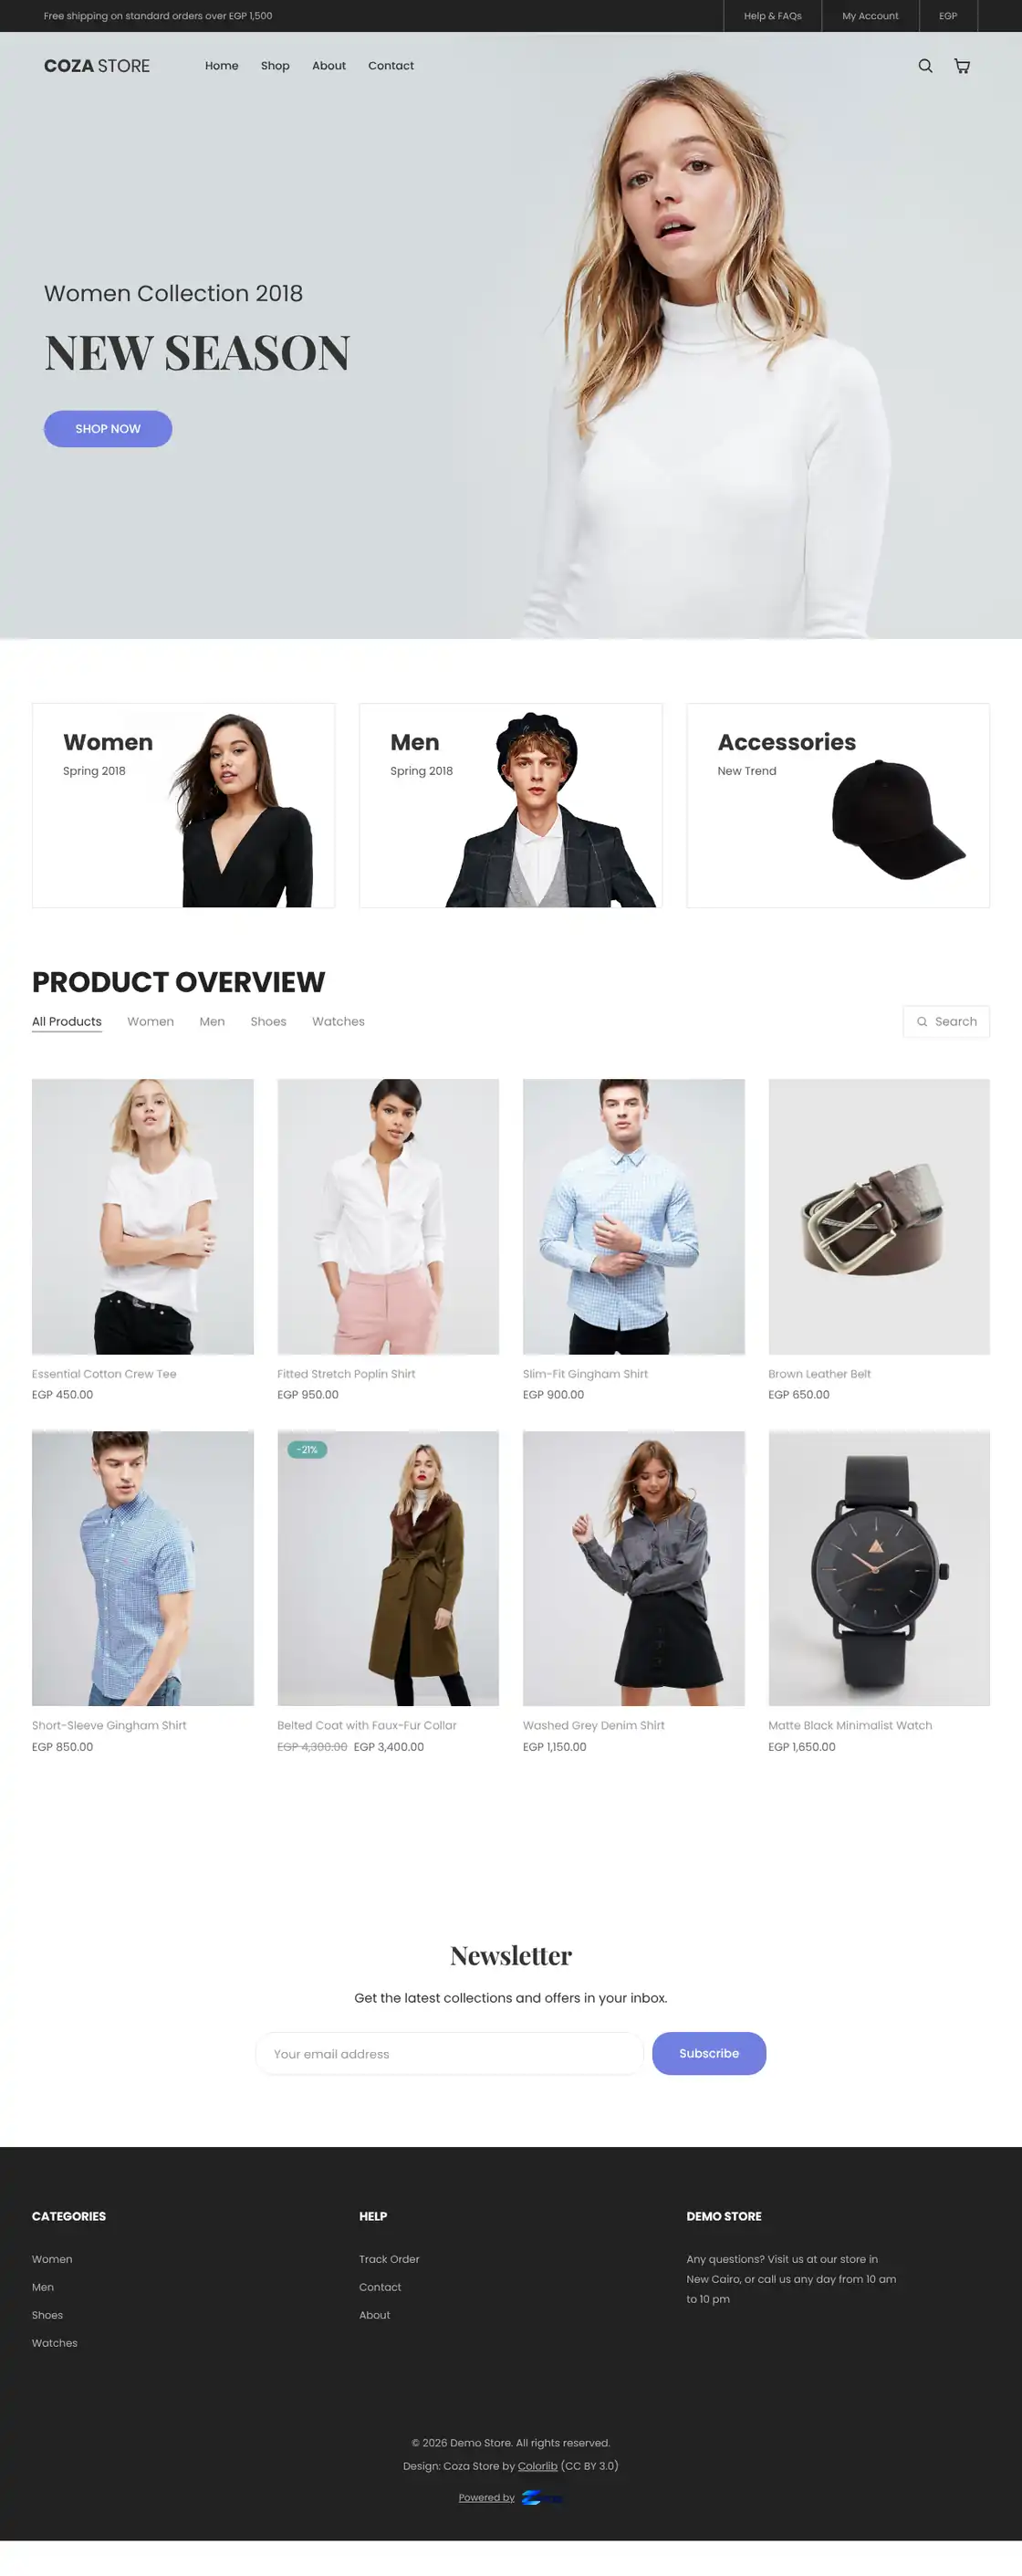 Free shipping on standard orders over EGP 1,500
Help & FAQs
My Account
EGP
COZA STORE
Home
Shop
About
Contact
Women Collection 2018
NEW SEASON
SHOP NOW
Women
Spring 2018
Men
Spring 2018
Accessories
New Trend
PRODUCT OVERVIEW
All Products
Women
Men
Shoes
Watches
Search
Essential Cotton Crew Tee
EGP 450.00
Fitted Stretch Poplin Shirt
EGP 950.00
Slim-Fit Gingham Shirt
EGP 900.00
Brown Leather Belt
EGP 650.00
-21%
Short-Sleeve Gingham Shirt
EGP 850.00
Belted Coat with Faux-Fur Collar
EGP 4,300.00 EGP 3,400.00
Washed Grey Denim Shirt
EGP 1,150.00
Matte Black Minimalist Watch
EGP 1,650.00
Newsletter
Get the latest collections and offers in your inbox.
Your email address
Subscribe
CATEGORIES
Women
Men
Shoes
Watches
HELP
Track Order
Contact
About
DEMO STORE
Any questions? Visit us at our store in
New Cairo, or call us any day from 10 am
to 10 pm
© 2026 Demo Store. All rights reserved.
Design: Coza Store by Colorlib (CC BY 3.0)
Powered by